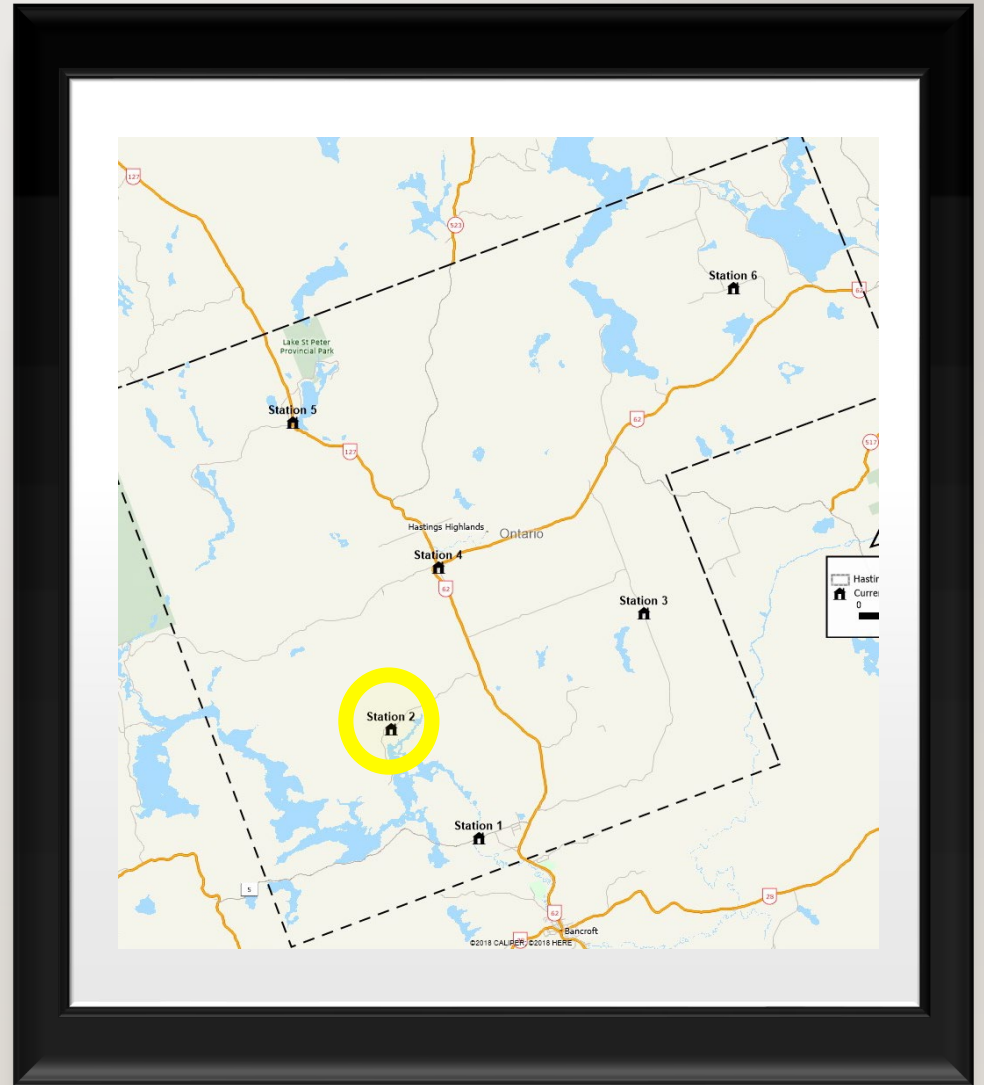 127
523
Station 6
62
Lake St Peter
Provincial Park
Station 5
62
517
127
Hastings Highlands
Ontario
Station 4
62
Hastin
Curren
0
Station 3
Station 2
Station 1
5
28
62
Bancroft
28
©2018 CALIPER; ©2018 HERE